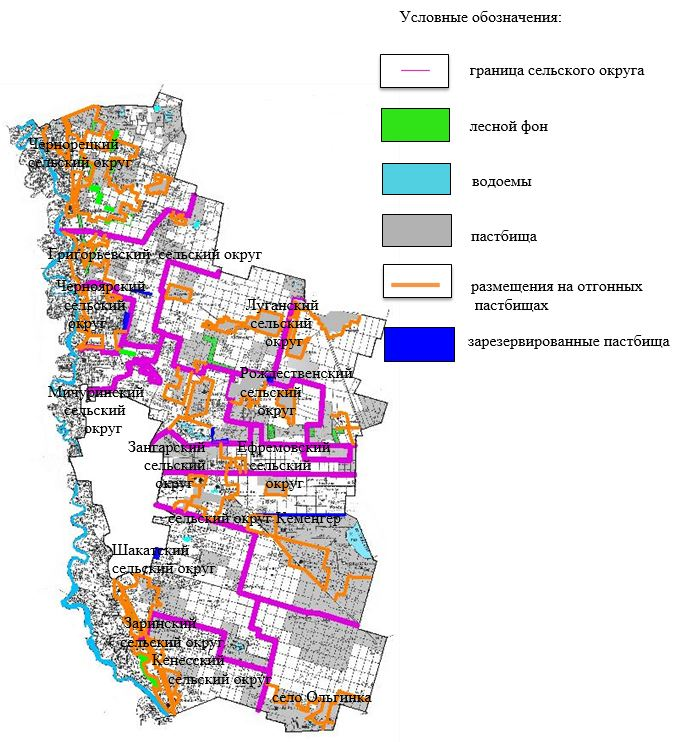 Условные обозначения:
граница сельского округа
лесной фон
водоемы
пастбища
размещения на отгонных
пастбищах
зарезервированные пастбища
Чернорецкий
сельский округ
Григорьевский сельский округ
Черноярский
сельский
округ
Луганский
сельский
округ
Мичуринский
сельский
округ
Рождественский
сельский
округ
Зангарский
сельский
округ
Ефремовский
сельский
округ
сельский округ Кеменгер
Шакатский
сельский округ
Заринский
сельский округ
Кенесский
сельский округ
село Ольгинка